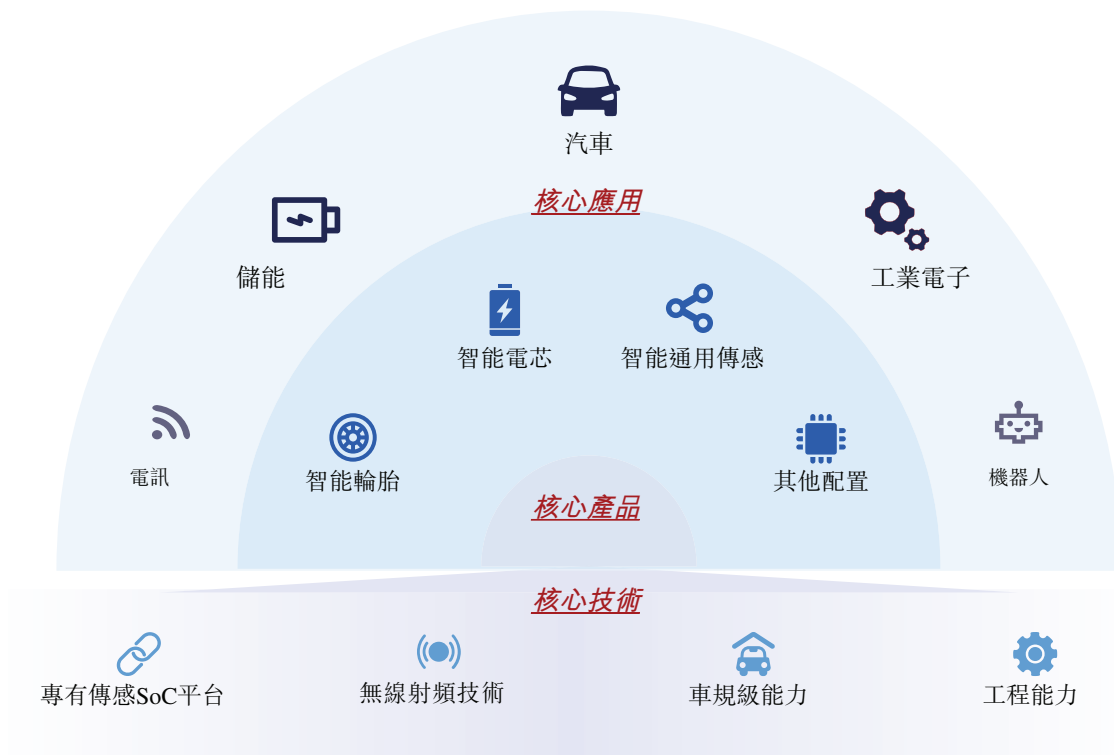 汽車
核心應用
儲能
工業電子
智能電芯
智能通用傳感
電訊
智能輪胎
其他配置
機器人
核心產品
核心技術
專有傳感SoC平台
無線射頻技術
車規級能力
工程能力